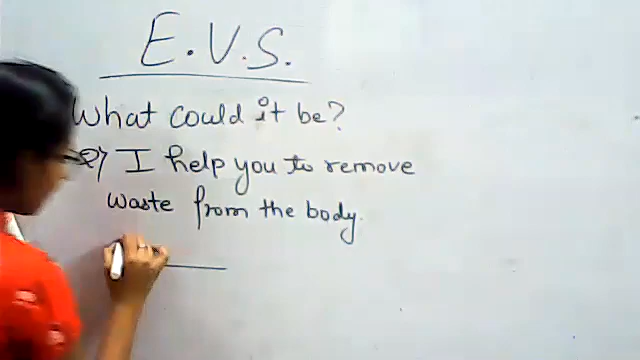 E.V.S.
What could it be?
Q) I help you to remove
waste from the body.